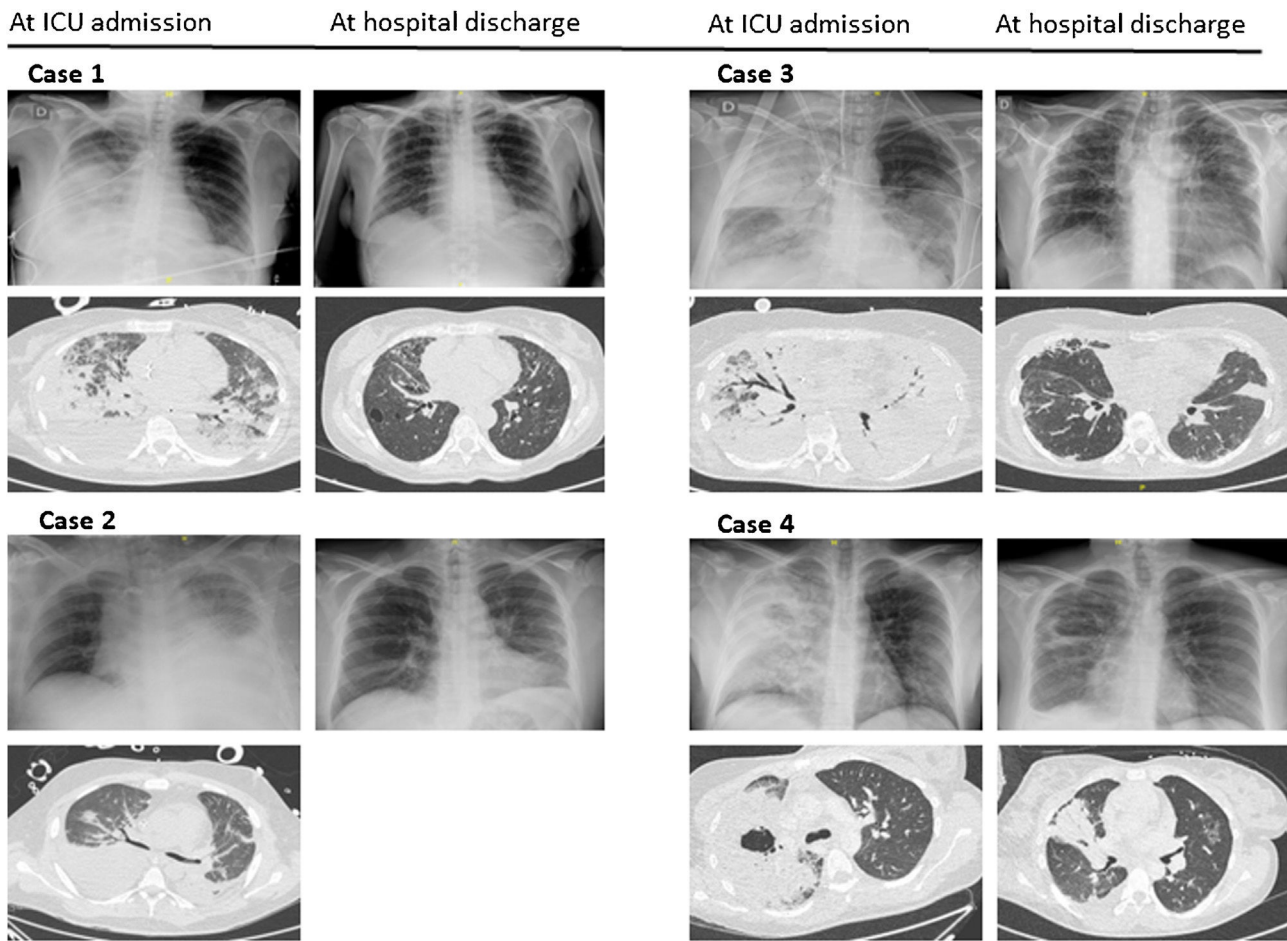 At ICU admission At hospital discharge At ICU admission At hospital discharge
Case 1 Case 3
D D D
Case 2 Case 4